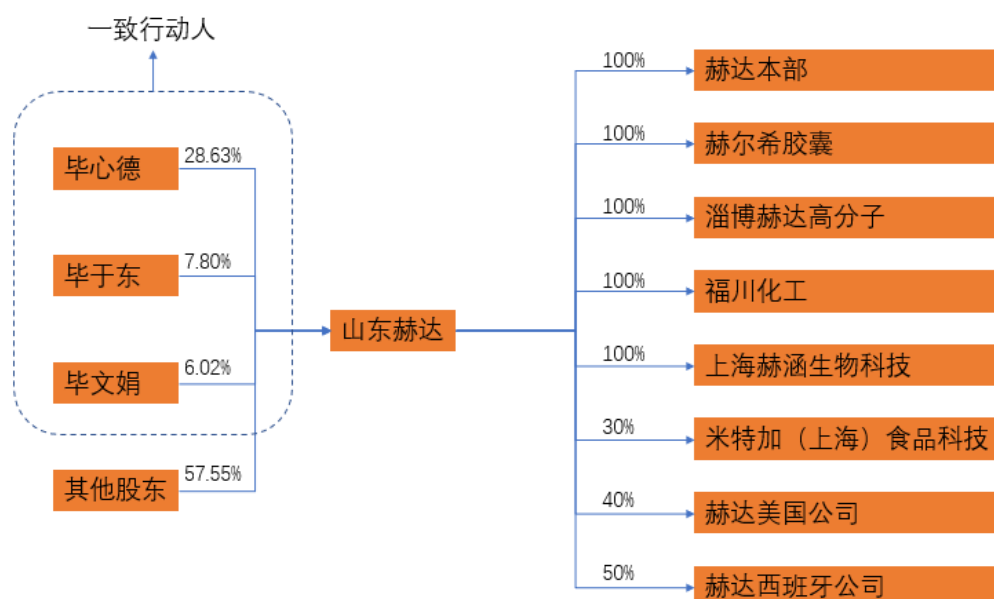 一致行动人
毕心德
28.63%
毕于东
7.80%
毕文娟
6.02%
其他股东
57.55%
山东赫达
100%
赫达本部
100%
赫尔希胶囊
100%
淄博赫达高分子
100%
福川化工
100%
上海赫涵生物科技
30%
米特加（上海）食品科技
40%
赫达美国公司
50%
赫达西班牙公司